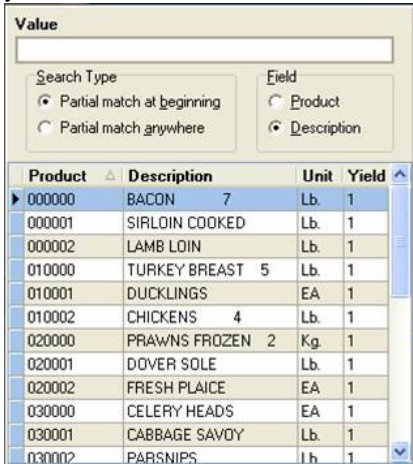 Value
Search Type Field
Partial match at beginning Product
Partial match anywhere Description
Product Description Unit Yield
000000 BACON 7 Lb. 1
000001 SIRLOIN COOKED Lb. 1
000002 LAMB LOIN Lb. 1
010000 TURKEY BREAST 5 Lb. 1
010001 DUCKLINGS EA 1
010002 CHICKENS 4 Lb. 1
020000 PRAWNS FROZEN 2 Kg. 1
020001 DOVER SOLE Lb. 1
020002 FRESH PLAICE EA 1
030000 CELERY HEADS EA 1
030001 CABBAGE SAVOY Lb. 1
030002 PARSNIPS Lb. 1